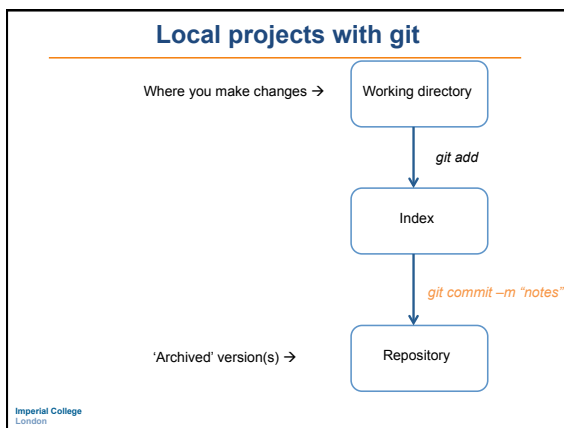 Local projects with git
Where you make changes →
Working directory
git add
Index
git commit –m “notes”
‘Archived’ version(s) →
Repository
Imperial College
London